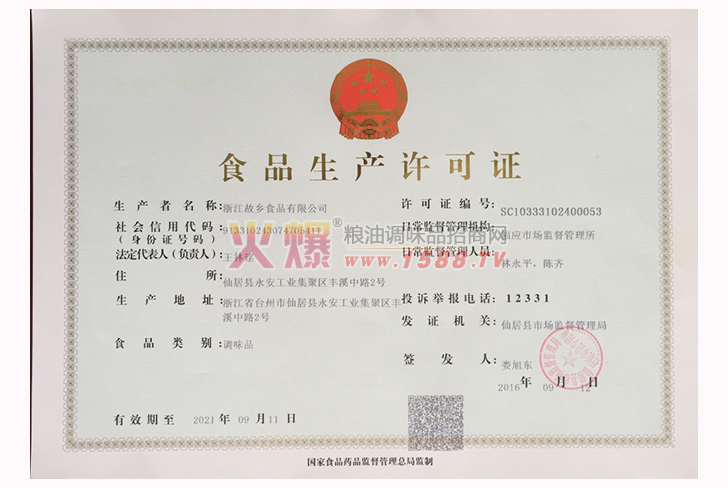 食品生产许可证
生产者名称:浙江故乡食品有限公司
社会信用代码:
(身份证号码)
法定代表人(负责人):
住所:仙居县永安工业集聚区丰溪中路2号
生产地址:浙江省台州市仙居县永安工业集聚区丰
溪中路2号
食品类别:调味品
有效期至 2021年09月11日
许可证编号:SC10333102400053
日常监督管理机构:市场监督管理所
日常监督管理人员:林永平,陈齐
投诉举报电话:12331
发证机关:仙居县市场监督管理局
签发人:娄旭东
2016年09月12日
国家食品药品监督管理总局监制
火爆®粮油调味品招商网
www.1588.tv